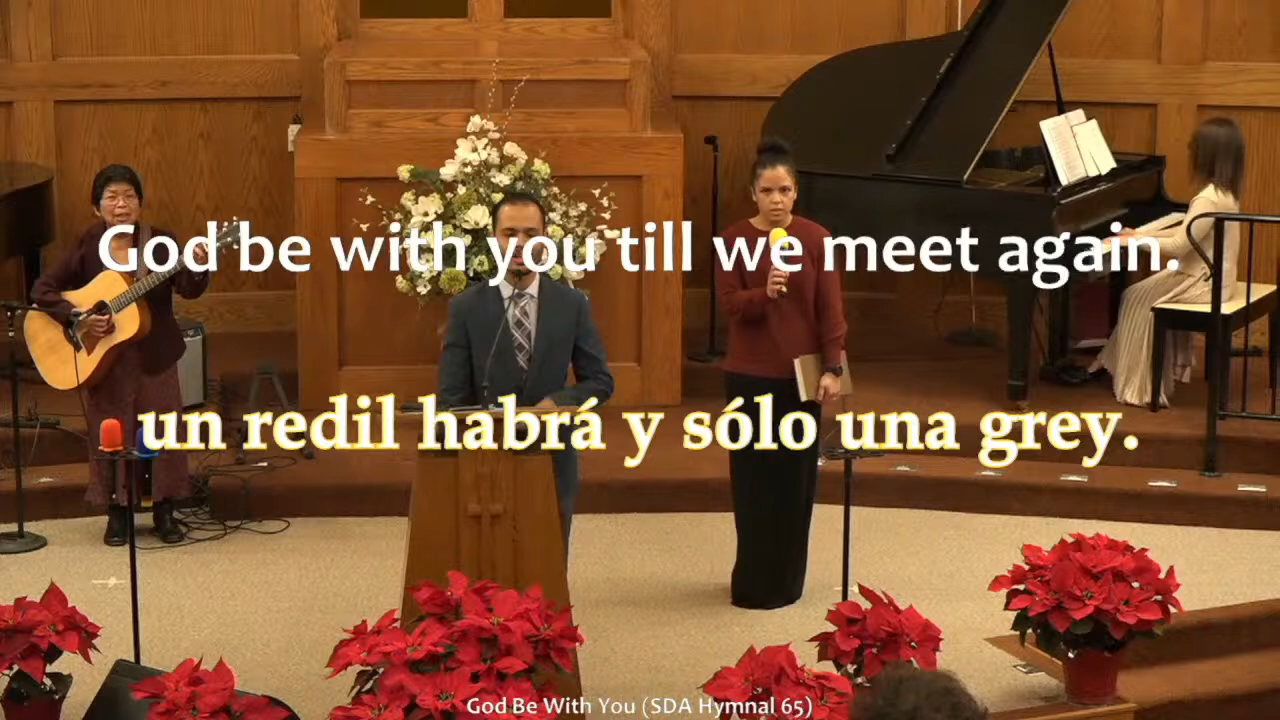 God be with you till we meet again.
un redil habrá y sólo una grey.
God Be With You (SDA Hymnal 65)